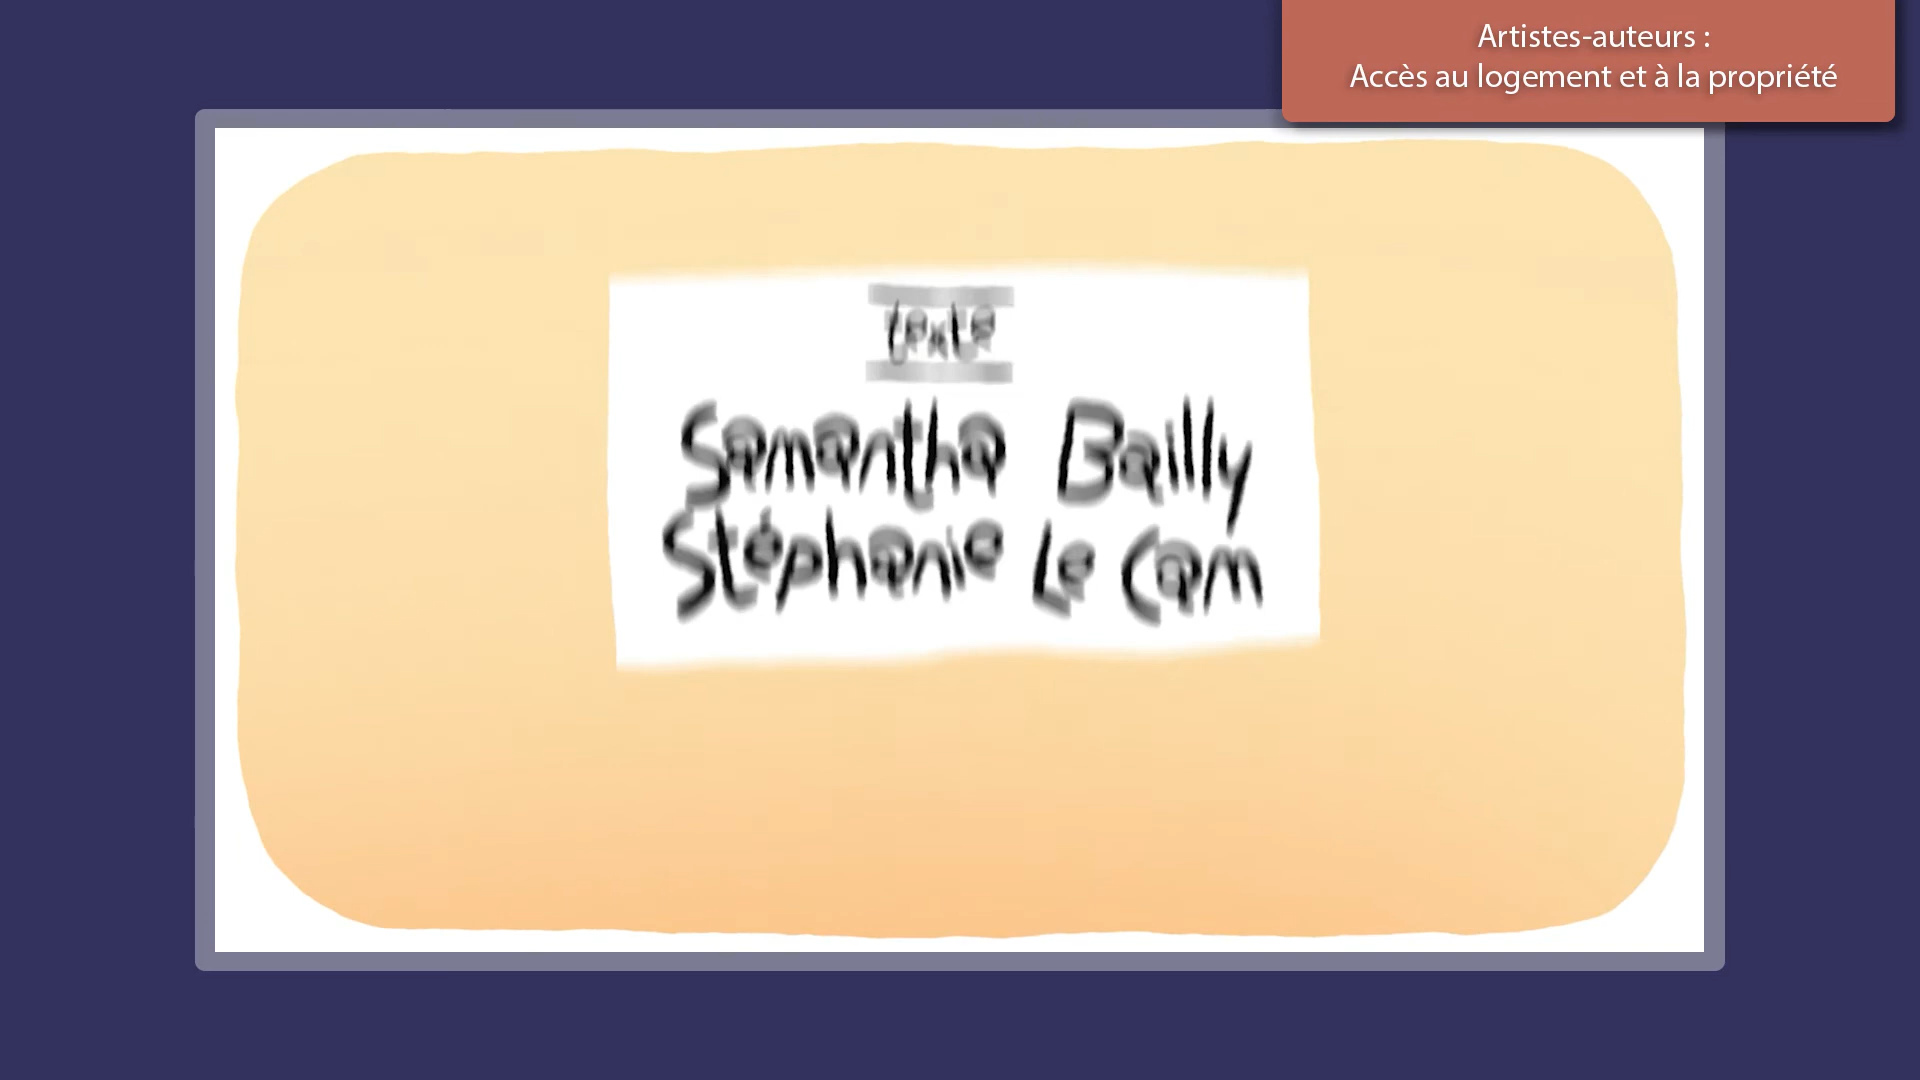 Artistes-auteurs :
Accès au logement et à la propriété
texte
Samantha Bailly
Stéphanie Le Cam